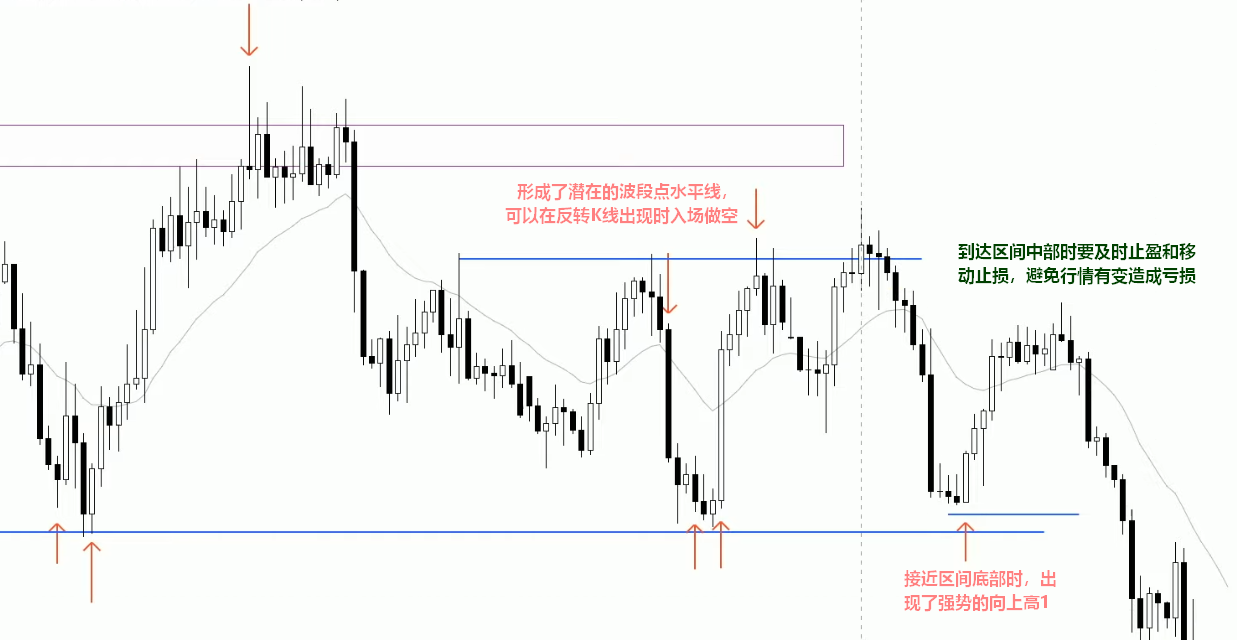 形成了潜在的波段点水平线，
可以在反转K线出现时入场做空
到达区间中部时要及时止盈和移
动止损，避免行情有变造成亏损
接近区间底部时，出
现了强势的向上高1